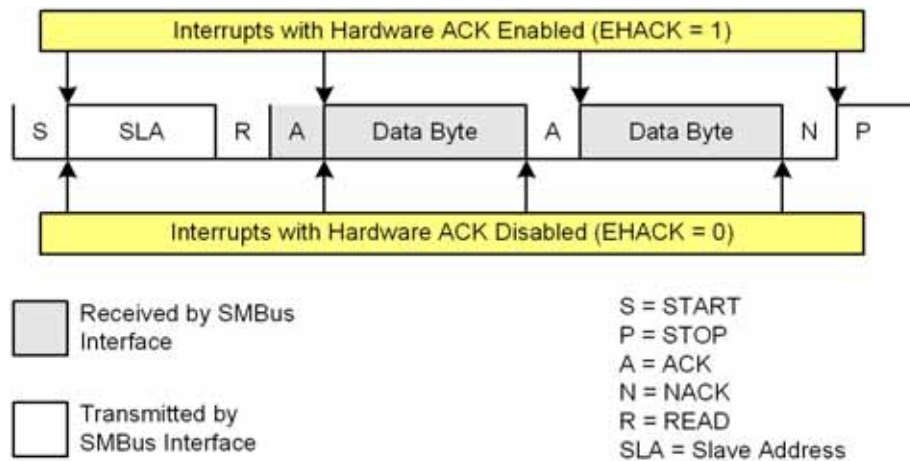 Interrupts with Hardware ACK Enabled (EHACK = 1)
S SLA R A Data Byte A Data Byte N P
Interrupts with Hardware ACK Disabled (EHACK = 0)
Received by SMBus
Interface
Transmitted by
SMBus Interface
S = START
P = STOP
A = ACK
N = NACK
R = READ
SLA = Slave Address